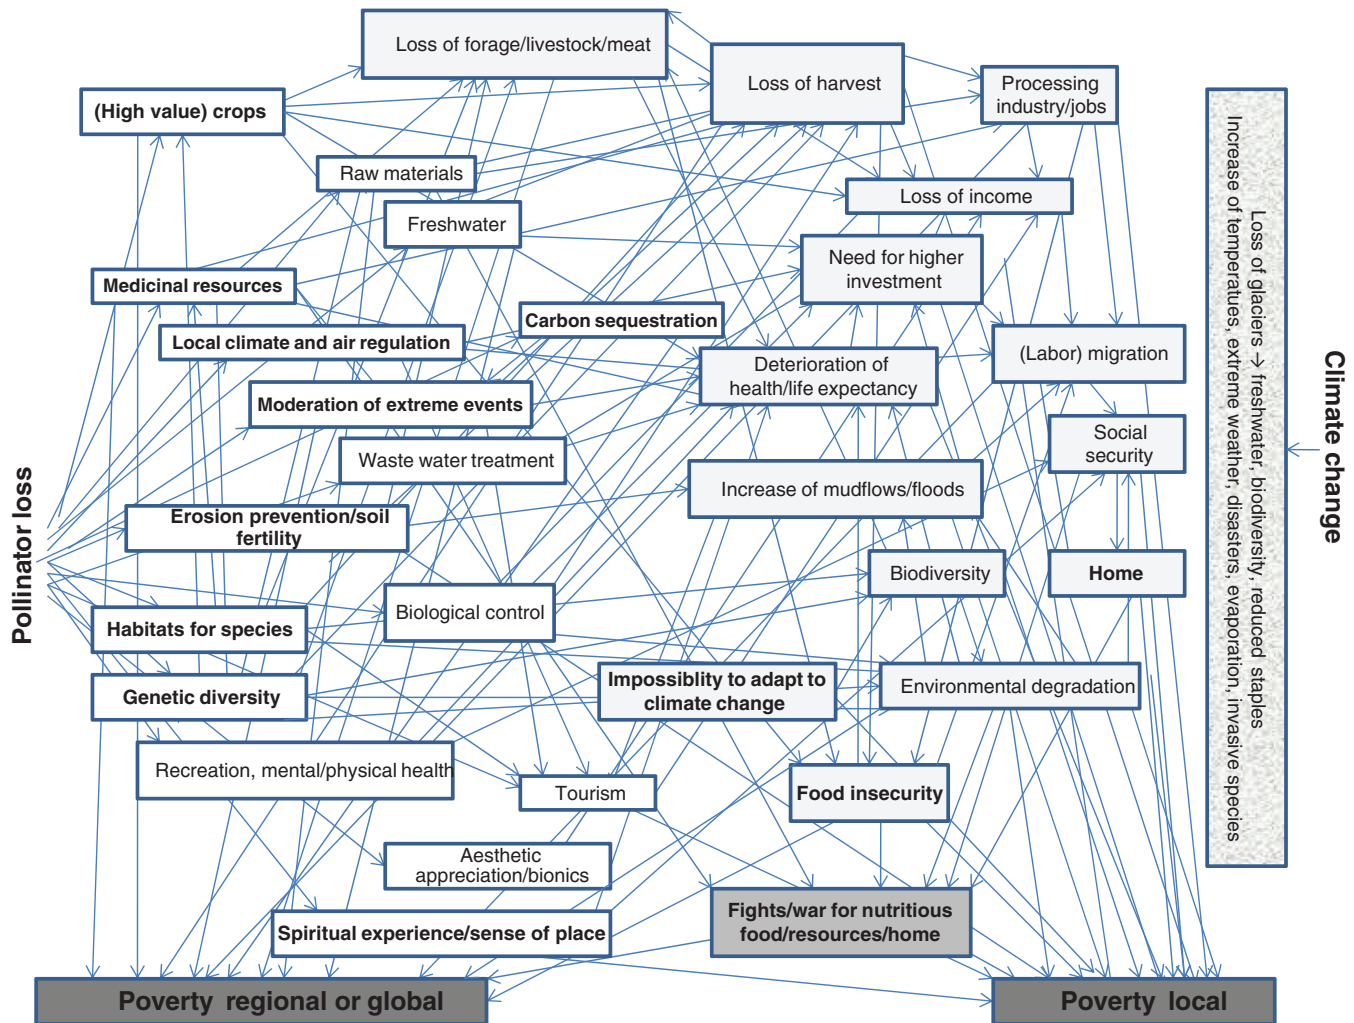 Loss of forage/livestock/meat
Loss of harvest
Processing
industry/jobs
(High value) crops
Raw materials
Loss of income
Freshwater
Need for higher
investment
Medicinal resources
Carbon sequestration
Local climate and air regulation
Deterioration of
health/life expectancy
(Labor) migration
Moderation of extreme events
Social
security
Waste water treatment
Increase of mudflows/floods
Erosion prevention/soil
fertility
Biodiversity
Home
Pollinator loss
Biological control
Habitats for species
Impossiblity to adapt to
climate change
Environmental degradation
Genetic diversity
Recreation, mental/physical health
Tourism
Food insecurity
Aesthetic
appreciation/bionics
Fights/war for nutritious
food/resources/home
Spiritual experience/sense of place
Poverty regional or global
Poverty local
Climate change
Loss of glaciers → freshwater, biodiversity, reduced staples
Increase of temperatures, extreme weather, disasters, evaporation, invasive species